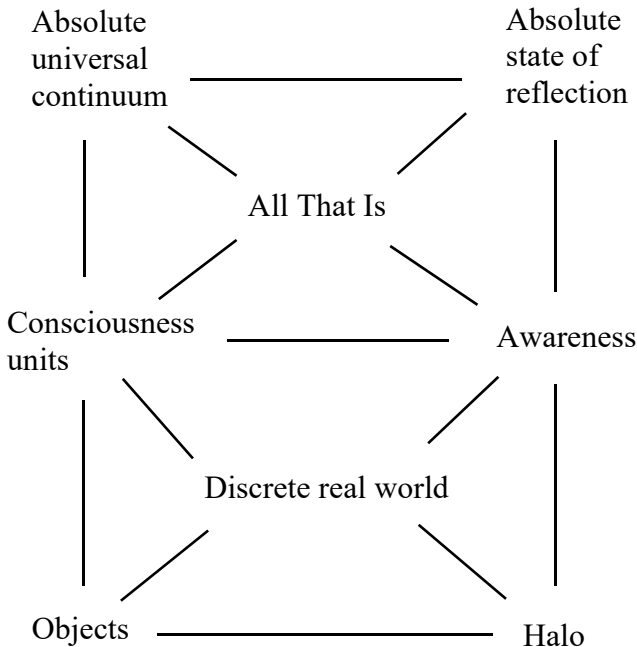 Absolute
universal
continuum
Absolute
state of
reflection
All That Is
Consciousness
units
Awareness
Discrete real world
Objects
Halo